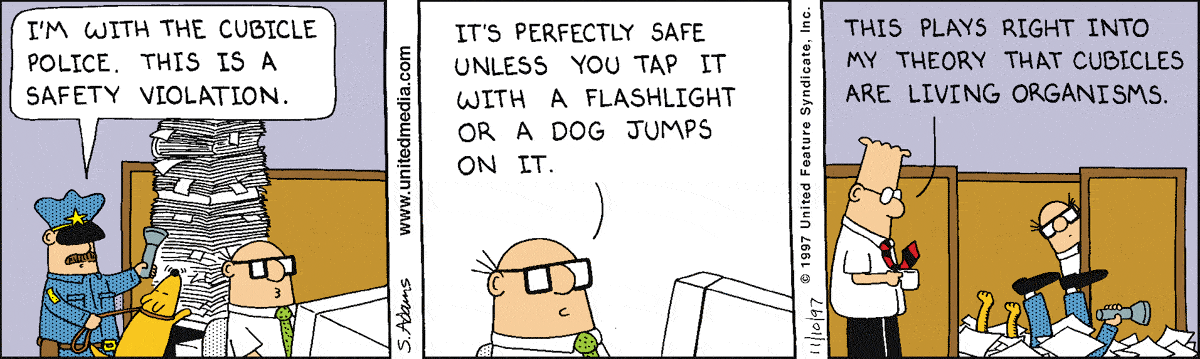 I'M WITH THE CUBICLE
POLICE. THIS IS A
SAFETY VIOLATION.
S. Adams
www.unitedmedia.com
IT'S PERFECTLY SAFE
UNLESS YOU TAP IT
WITH A FLASHLIGHT
OR A DOG JUMPS
ON IT.
11/10/97
© 1997 United Feature Syndicate, Inc.
THIS PLAYS RIGHT INTO
MY THEORY THAT CUBICLES
ARE LIVING ORGANISMS.